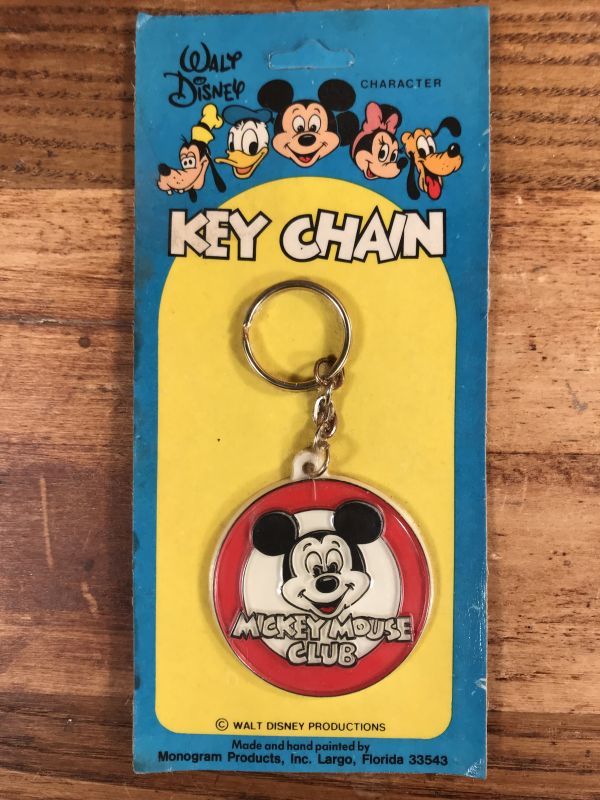 WALT
DISNEY
CHARACTER
KEY CHAIN
MICKEY MOUSE
CLUB
© WALT DISNEY PRODUCTIONS
Made and hand painted by
Monogram Products, Inc. Largo, Florida 33543